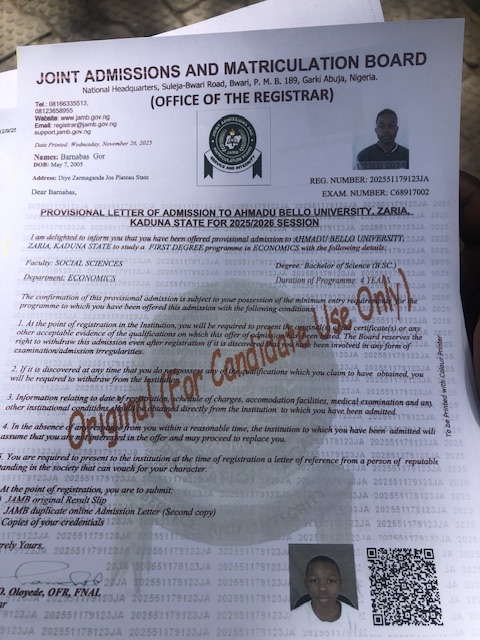 JOINT ADMISSIONS AND MATRICULATION BOARD
National Headquarters, Suleja-Bwari Road, Bwari, P. M. B. 189, Garki Abuja, Nigeria.
(OFFICE OF THE REGISTRAR)
Tel.: 08166335513,
08123658955
Website: www.jamb.gov.ng
Email: registrar@jamb.gov.ng
support.jamb.gov.ng
Date Printed: Wednesday, November 26, 2025
Names: Barnabas Gor
DOB: May 7, 2005
Address: Diye Zarmaganda Jos Plateau State
REG. NUMBER: 202551179123JA
EXAM. NUMBER: C68917002
Dear Barnabas,
PROVISIONAL LETTER OF ADMISSION TO AHMADU BELLO UNIVERSITY, ZARIA,
KADUNA STATE FOR 2025/2026 SESSION
I am delighted to inform you that you have been offered provisional admission to AHMADU BELLO UNIVERSITY,
ZARIA, KADUNA STATE to study a FIRST DEGREE programme in ECONOMICS with the following details:
Faculty: SOCIAL SCIENCES
Degree: Bachelor of Science (B.SC.)
Department: ECONOMICS
Duration of Programme: 4 YEAR
The confirmation of this provisional admission is subject to your possession of the minimum entry requirements for the
programme to which you have been offered this admission with the following conditions:
1. At the point of registration in the Institution, you will be required to present the original(s) of certificate(s) or any
other acceptable evidence of the qualifications on which this offer of admission is based. The Board reserves the
right to withdraw this admission even after registration if it is discovered that you have been involved in any form of
examination/admission irregularities.
2. If it is discovered at any time that you do not possess any of the qualifications which you claim to have obtained, you
will be required to withdraw from the
3. Information relating to date of schedule of charges, accomodation facilities, medical examination and any
other institutional conditions directly from the institution to which you have been admitted.
4. In the absence of any within a reasonable time, the institution to which you have been admitted will
assume that you are not interested in the offer and may proceed to replace you.
5. You are required to present to the institution at the time of registration a letter of reference from a person of reputable
standing in the society that can vouch for your character.
At the point of registration, you are to submit:
JAMB original Result Slip
JAMB duplicate online Admission Letter (Second copy)
Copies of your credentials
Original (For Candidate Use Only)
To be Printed with Colour Printer
Oloyede, OFR, FNAL